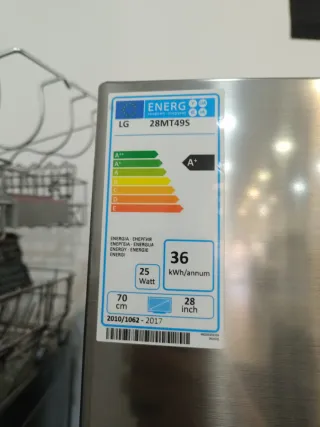 ENERG
LG 28MT49S
A++
A+
A
B
C
D
E
A+
ENERGIA · ЕНЕРГИЯ
ΕΝΕΡΓΕΙΑ · ENERGIJA
ENERGY · ENERGIE
ENERGI
36
kWh/annum
25
Watt
70
cm
28
inch
2010/1062 - 2017